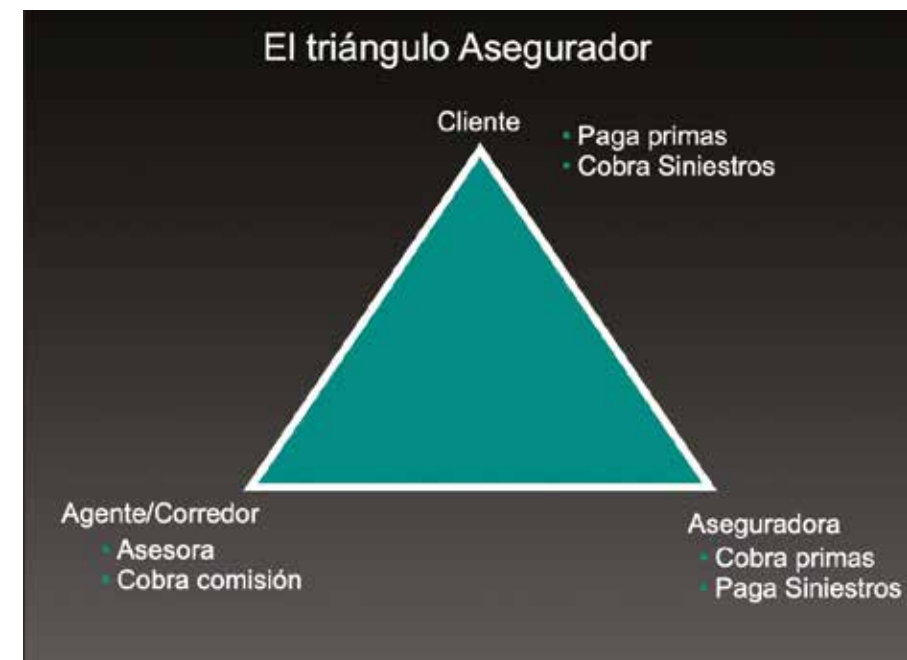 El triángulo Asegurador
Cliente
• Paga primas
• Cobra Siniestros
Agente/Corredor
• Asesora
• Cobra comisión
Aseguradora
• Cobra primas
• Paga Siniestros